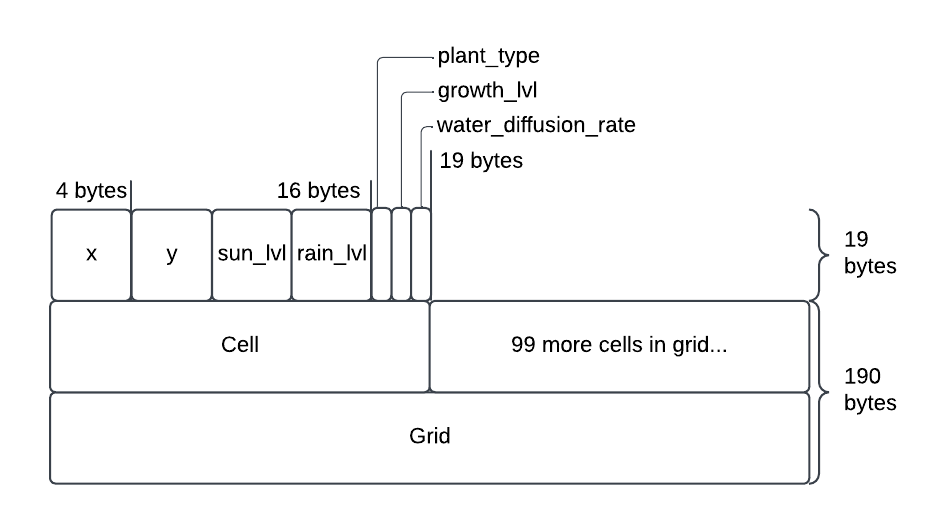 plant_type
growth_lvl
water_diffusion_rate
19 bytes
4 bytes
16 bytes
x
y
sun_lvl
rain_lvl
19
bytes
Cell
99 more cells in grid...
190
bytes
Grid